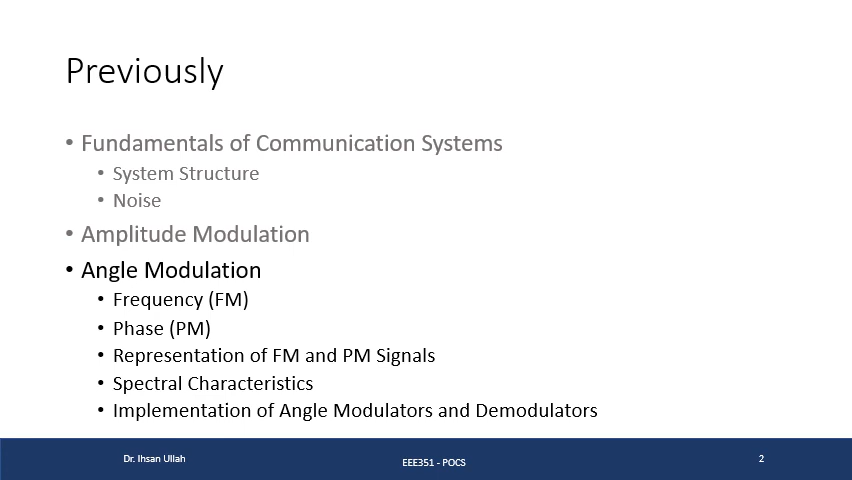 Previously
• Fundamentals of Communication Systems
• System Structure
• Noise
• Amplitude Modulation
• Angle Modulation
• Frequency (FM)
• Phase (PM)
• Representation of FM and PM Signals
• Spectral Characteristics
• Implementation of Angle Modulators and Demodulators
Dr. Ihsan Ullah
EEE351 - POCS
2